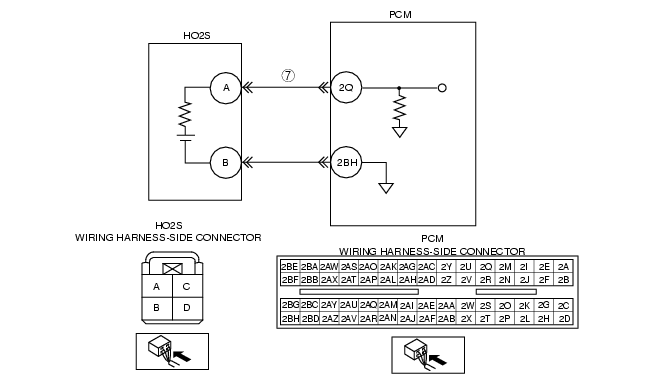 PCM
HO2S
⑦
A
2Q
B
2BH
HO2S
WIRING HARNESS-SIDE CONNECTOR
PCM
WIRING HARNESS-SIDE CONNECTOR
A C
B D
2BE 2BA 2AW 2AS 2AO 2AK 2AG 2AC 2Y 2U 2Q 2M 2I 2E 2A
2BF 2BB 2AX 2AT 2AP 2AL 2AH 2AD 2Z 2V 2R 2N 2J 2F 2B
2BG 2BC 2AY 2AU 2AQ 2AM 2AI 2AE 2AA 2W 2S 2O 2K 2G 2C
2BH 2BD 2AZ 2AV 2AR 2AN 2AJ 2AF 2AB 2X 2T 2P 2L 2H 2D